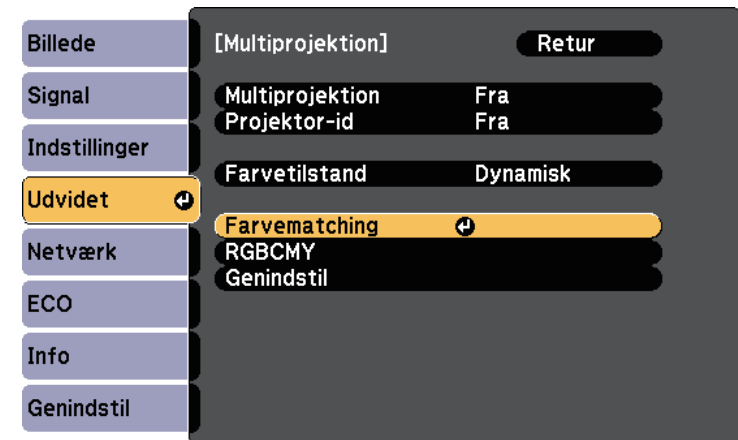 Billede
Signal
Indstillinger
Udvidet
Netværk
ECO
Info
Genindstil
[Multiprojektion] Retur
Multiprojektion Fra
Projektor-id Fra
Farvetilstand Dynamisk
Farvematching
RGBCMY
Genindstil